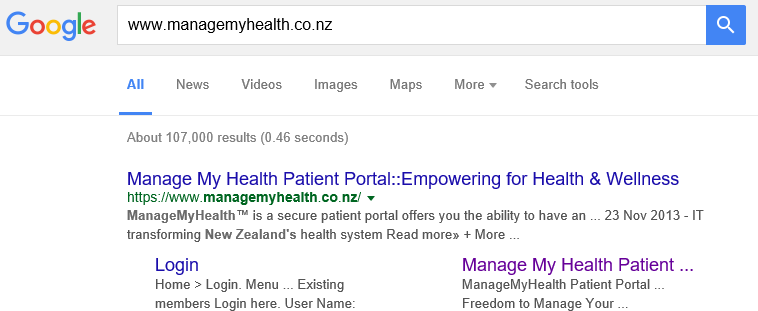 Google www.managemyhealth.co.nz
All News Videos Images Maps More Search tools
About 107,000 results (0.46 seconds)
Manage My Health Patient Portal::Empowering for Health & Wellness
https://www.managemyhealth.co.nz/
ManageMyHealth™ is a secure patient portal offers you the ability to have an ... 23 Nov 2013 - IT
transforming New Zealand's health system Read more» + More ...
Login
Home > Login. Menu ... Existing
members Login here. User Name:
Manage My Health Patient ...
ManageMyHealth Patient Portal ...
Freedom to Manage Your ...